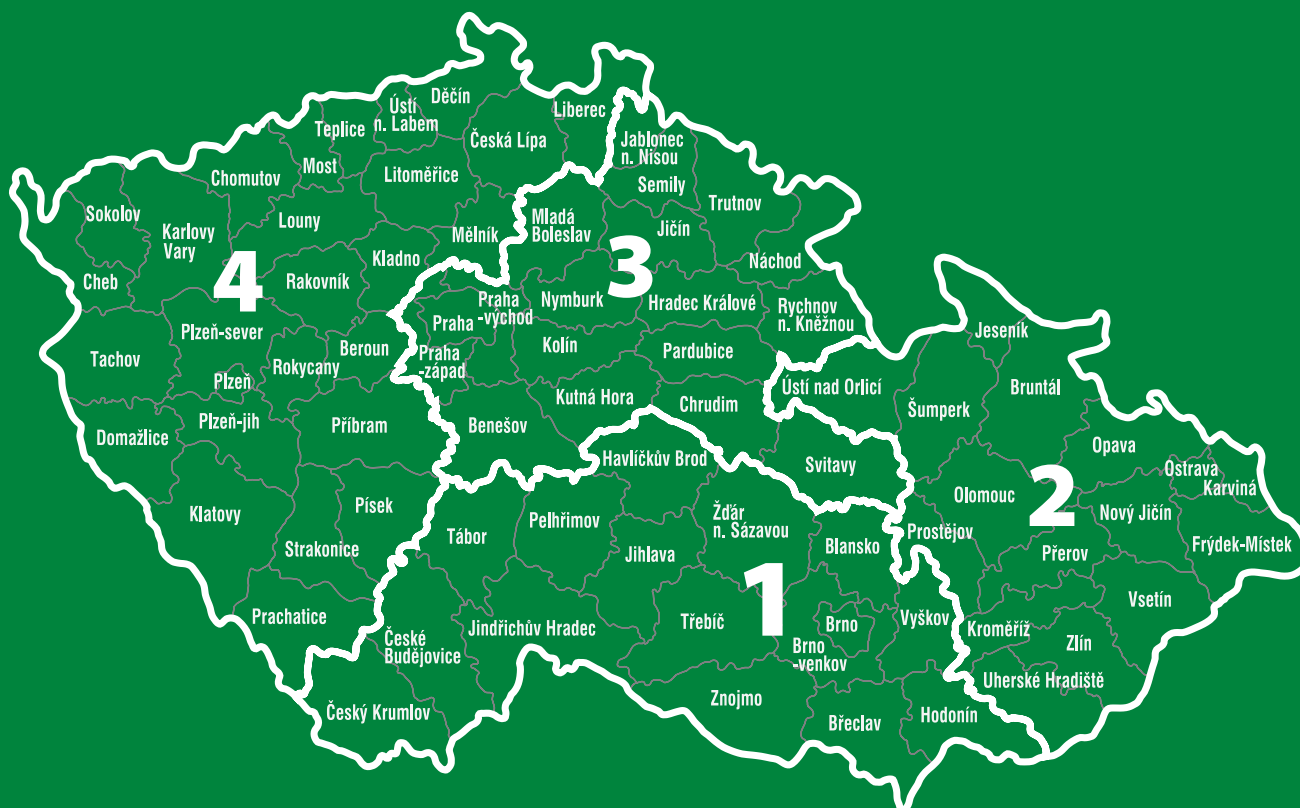 Děčín
Ústí
n. Labem
Liberec
Teplice
Česká Lípa
Jablonec
n. Nisou
Most
Chomutov
Litoměřice
Semily
Trutnov
Sokolov
Louny
Mladá
Boleslav
Jičín
Karlovy
Vary
Mělník
Kladno
3
Náchod
Cheb
4
Rakovník
Nymburk
Hradec Králové
Rychnov
n. Kněžnou
Praha
-východ
Praha
Plzeň-sever
Jeseník
Tachov
Rokycany
Beroun
Praha
-západ
Kolín
Pardubice
Plzeň
Ústí nad Orlicí
Bruntál
Kutná Hora
Chrudim
Šumperk
Plzeň-jih
Příbram
Benešov
Domažlice
Opava
Havlíčkův Brod
Svitavy
Ostrava
Karviná
Olomouc
2
Klatovy
Písek
Žďár
n. Sázavou
Nový Jičín
Pelhřimov
Tábor
Prostějov
Frýdek-Místek
Strakonice
Jihlava
Blansko
Přerov
Vsetín
1
Prachatice
Třebíč
Brno
Vyškov
Kroměříž
Jindřichův Hradec
České
Budějovice
Zlín
Brno
-venkov
Uherské Hradiště
Znojmo
Český Krumlov
Břeclav
Hodonín